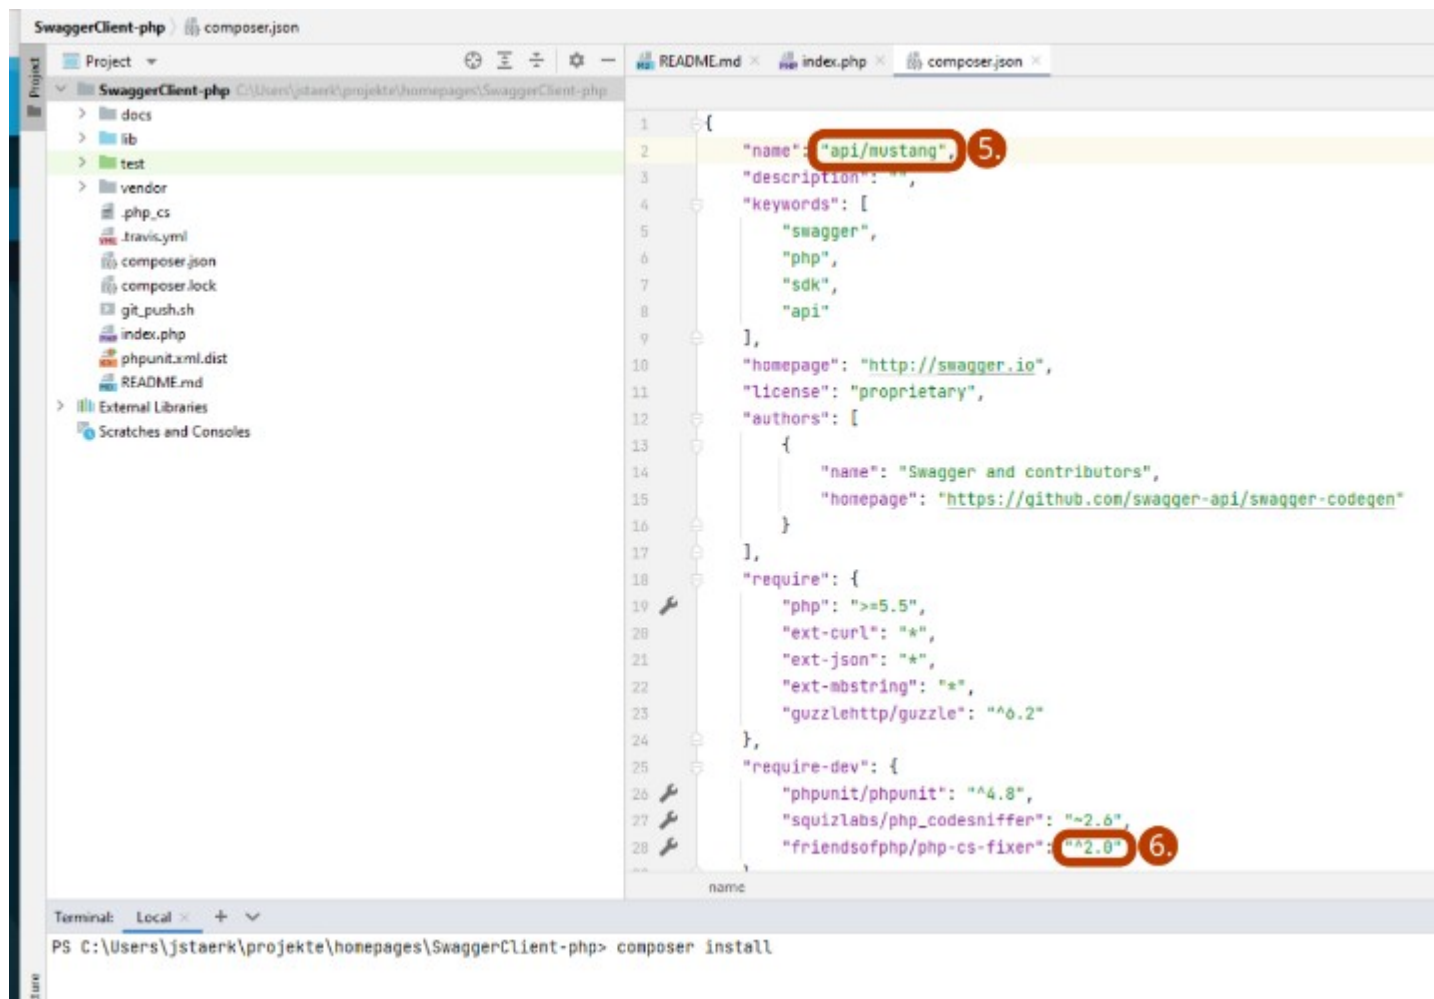 SwaggerClient-php composer.json
Project
Project
README.md
index.php
composer.json
SwaggerClient-php C:\Users\jstaerk\projekte\homepages\SwaggerClient-php
docs
lib
test
vendor
.php_cs
.travis.yml
composer.json
composer.lock
git_push.sh
index.php
phpunit.xml.dist
README.md
External Libraries
Scratches and Consoles
1 {
2 "name": "api/mustang", 5.
3 "description": "",
4 "keywords": [
5 "swagger",
6 "php",
7 "sdk",
8 "api"
9 ],
10 "homepage": "http://swagger.io",
11 "license": "proprietary",
12 "authors": [
13 {
14 "name": "Swagger and contributors",
15 "homepage": "https://github.com/swagger-api/swagger-codegen"
16 }
17 ],
18 "require": {
19 "php": ">=5.5",
20 "ext-curl": "*",
21 "ext-json": "*",
22 "ext-mbstring": "*",
23 "guzzlehttp/guzzle": "^6.2"
24 },
25 "require-dev": {
26 "phpunit/phpunit": "^4.8",
27 "squizlabs/php_codesniffer": "~2.6",
28 "friendsofphp/php-cs-fixer": "^2.0" 6.
name
Terminal: Local
PS C:\Users\jstaerk\projekte\homepages\SwaggerClient-php> composer install